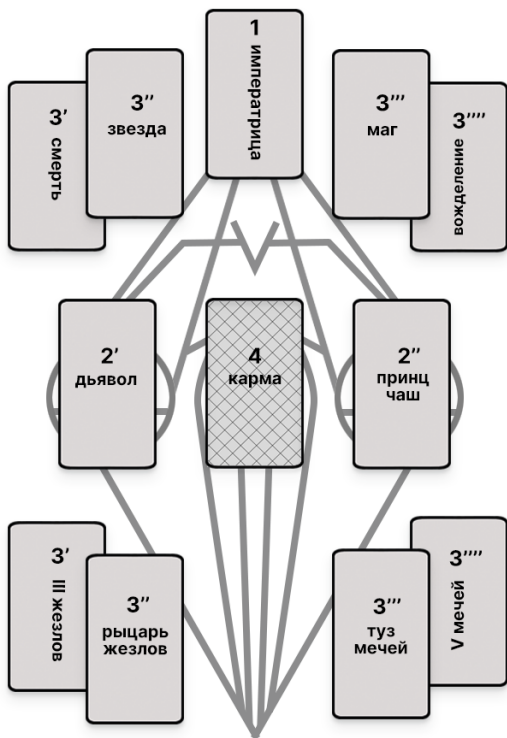 1
императрица
3′
смерть
3′′
звезда
3′′′
маг
3′′′′
вожделение
2′
дьявол
4
карма
2′′
принц
чаш
3′
III жезлов
3′′
рыцарь
жезлов
3′′′
туз
мечей
3′′′′
V мечей